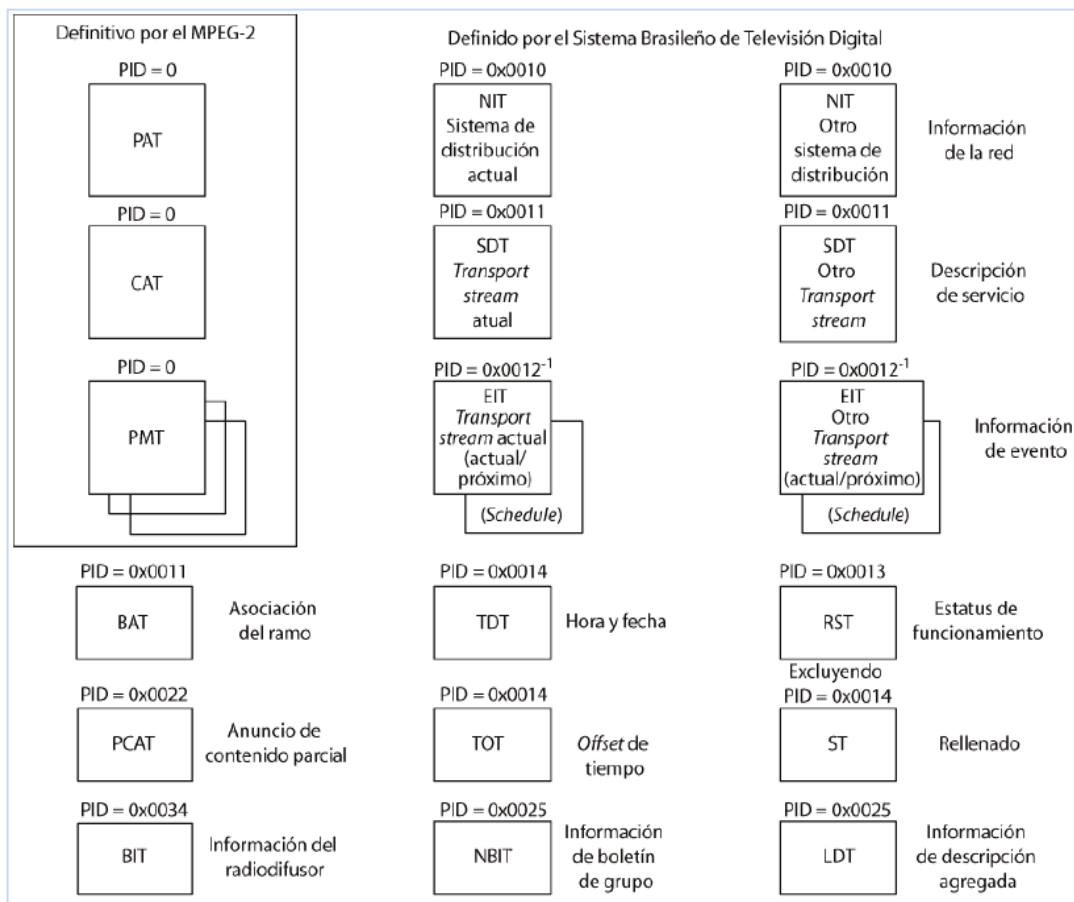 Definitivo por el MPEG-2
Definido por el Sistema Brasileño de Televisión Digital
PID = 0
PAT
PID = 0x0010
NIT
Sistema de
distribución
actual
PID = 0x0010
NIT
Otro
sistema de
distribución
Información
de la red
PID = 0
CAT
PID = 0x0011
SDT
Transport
stream
atual
PID = 0x0011
SDT
Otro
Transport
stream
Descripción
de servicio
PID = 0
PMT
PID = 0x0012-1
EIT
Transport
stream actual
(actual/
próximo)
(Schedule)
PID = 0x0012-1
EIT
Otro
Transport
stream
(actual/próximo)
(Schedule)
Información
de evento
PID = 0x0011
BAT
Asociación
del ramo
PID = 0x0014
TDT
Hora y fecha
PID = 0x0013
RST
Estatus de
funcionamiento
PID = 0x0022
PCAT
Anuncio de
contenido parcial
PID = 0x0014
TOT
Offset de
tiempo
Excluyendo
PID = 0x0014
ST
Rellenado
PID = 0x0034
BIT
Información del
radiodifusor
PID = 0x0025
NBIT
Información
de boletín
de grupo
PID = 0x0025
LDT
Información
de descripción
agregada